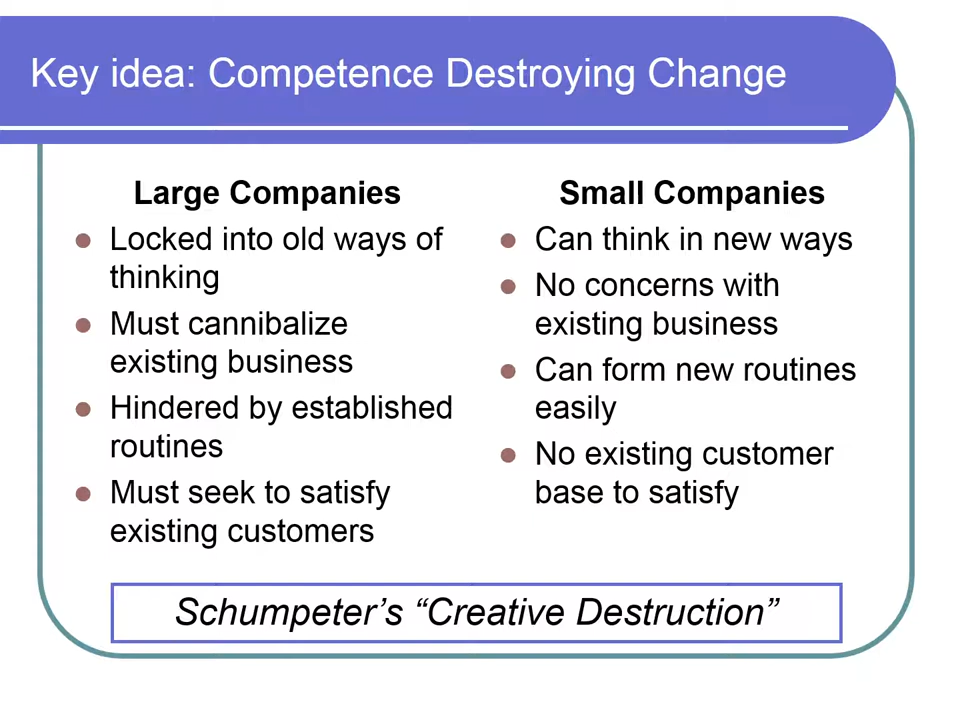 Key idea: Competence Destroying Change
Large Companies
Locked into old ways of
thinking
Must cannibalize
existing business
Hindered by established
routines
Must seek to satisfy
existing customers
Small Companies
Can think in new ways
No concerns with
existing business
Can form new routines
easily
No existing customer
base to satisfy
Schumpeter’s “Creative Destruction”